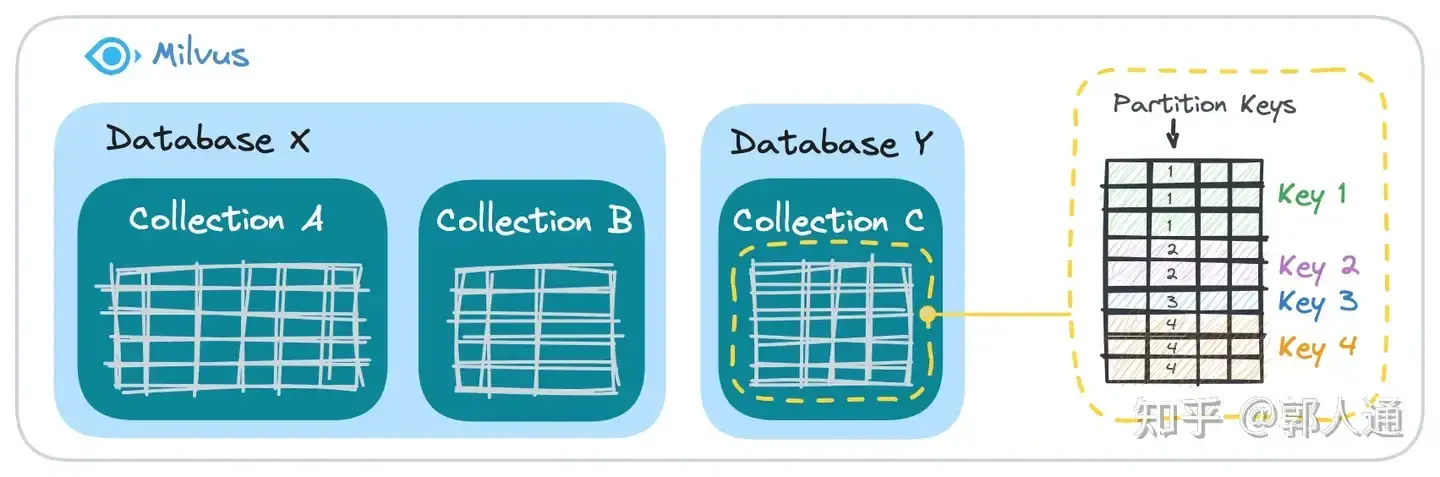 Milvus
Database X
Collection A
Collection B
Database Y
Collection C
Partition Keys
1
1
1
2
2
3
4
4
4
Key 1
Key 2
Key 3
Key 4
知乎 @郭人通